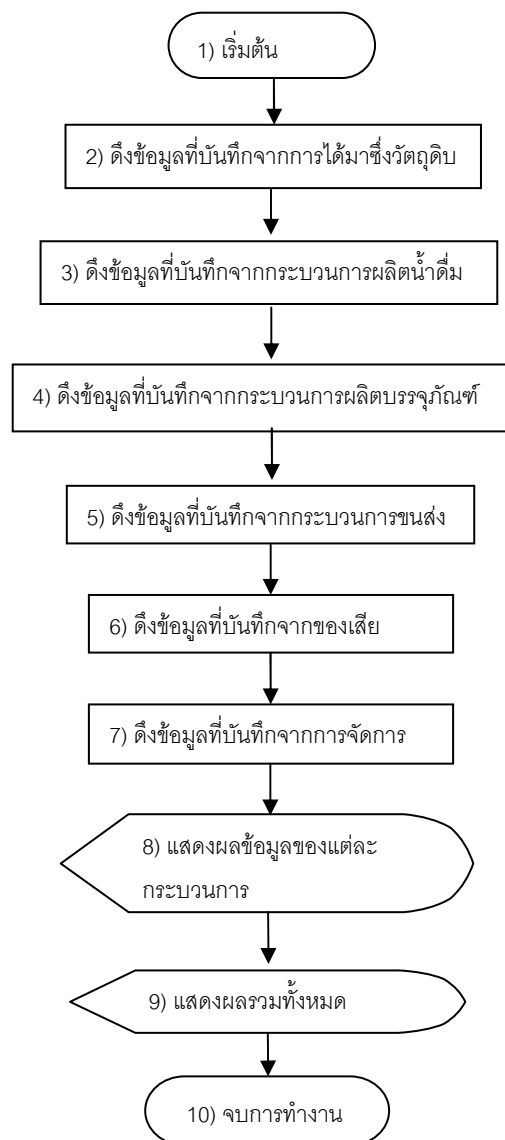 1) เริ่มต้น
2) ดึงข้อมูลที่บันทึกจากการได้มาซึ่งวัตถุดิบ
3) ดึงข้อมูลที่บันทึกจากกระบวนการผลิตน้ำดื่ม
4) ดึงข้อมูลที่บันทึกจากกระบวนการผลิตบรรจุภัณฑ์
5) ดึงข้อมูลที่บันทึกจากกระบวนการขนส่ง
6) ดึงข้อมูลที่บันทึกจากของเสีย
7) ดึงข้อมูลที่บันทึกจากการจัดการ
8) แสดงผลข้อมูลของแต่ละ
กระบวนการ
9) แสดงผลรวมทั้งหมด
10) จบการทำงาน